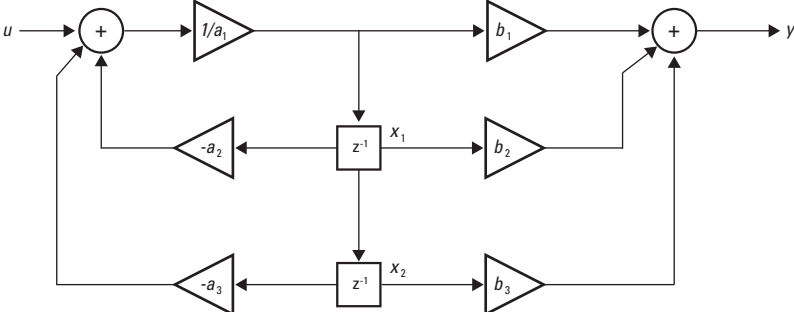 u + 1/a₁ b₁ + y
-a₂ z⁻¹ x₁ b₂
-a₃ z⁻¹ x₂ b₃